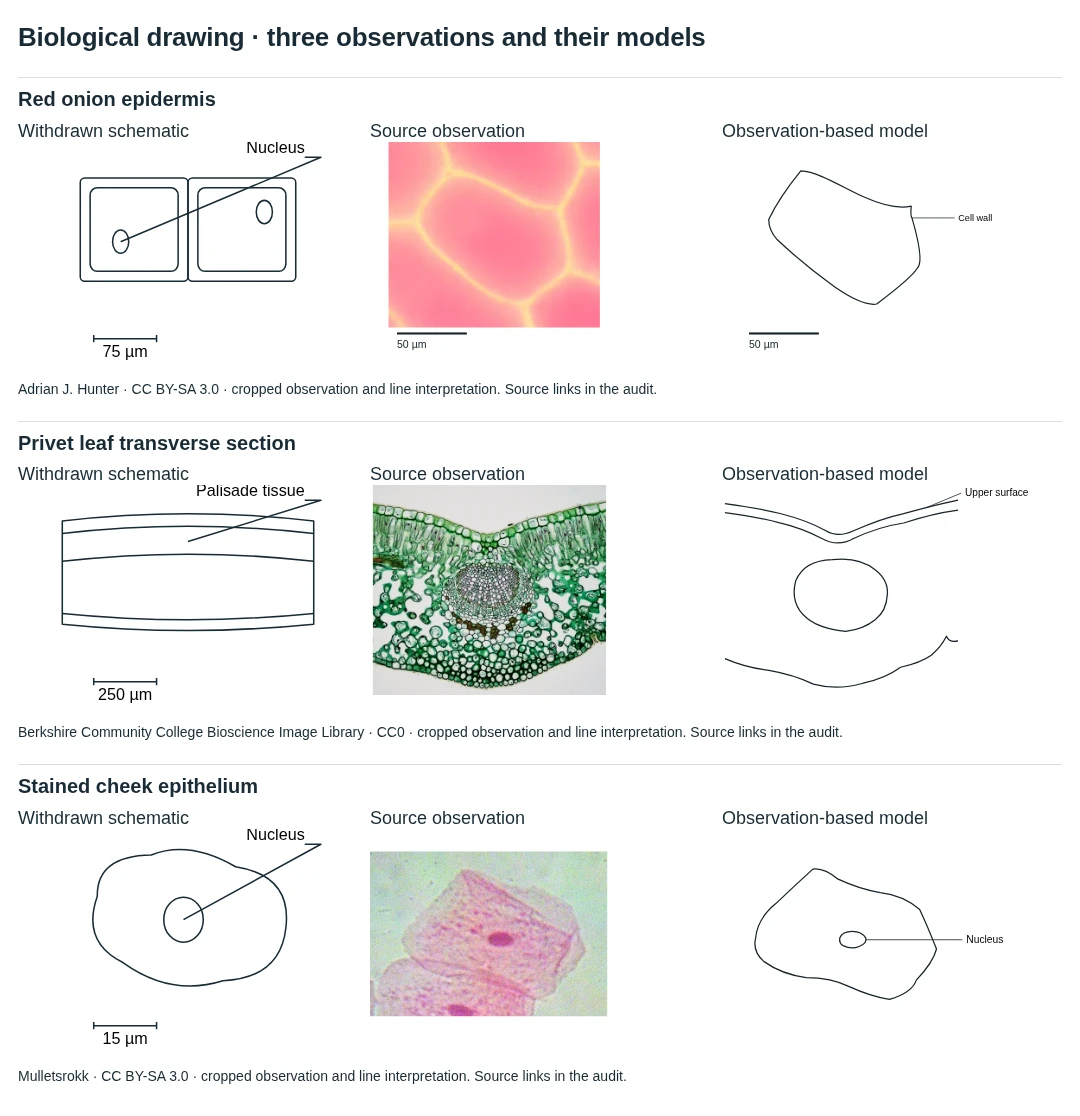 Biological drawing · three observations and their models
Red onion epidermis
Withdrawn schematic
Source observation
Observation-based model
Nucleus
Cell wall
75 µm
50 µm
50 µm
Adrian J. Hunter · CC BY-SA 3.0 · cropped observation and line interpretation. Source links in the audit.
Privet leaf transverse section
Withdrawn schematic
Source observation
Observation-based model
Palisade tissue
Upper surface
250 µm
Berkshire Community College Bioscience Image Library · CC0 · cropped observation and line interpretation. Source links in the audit.
Stained cheek epithelium
Withdrawn schematic
Source observation
Observation-based model
Nucleus
Nucleus
15 µm
Mulletsrokk · CC BY-SA 3.0 · cropped observation and line interpretation. Source links in the audit.